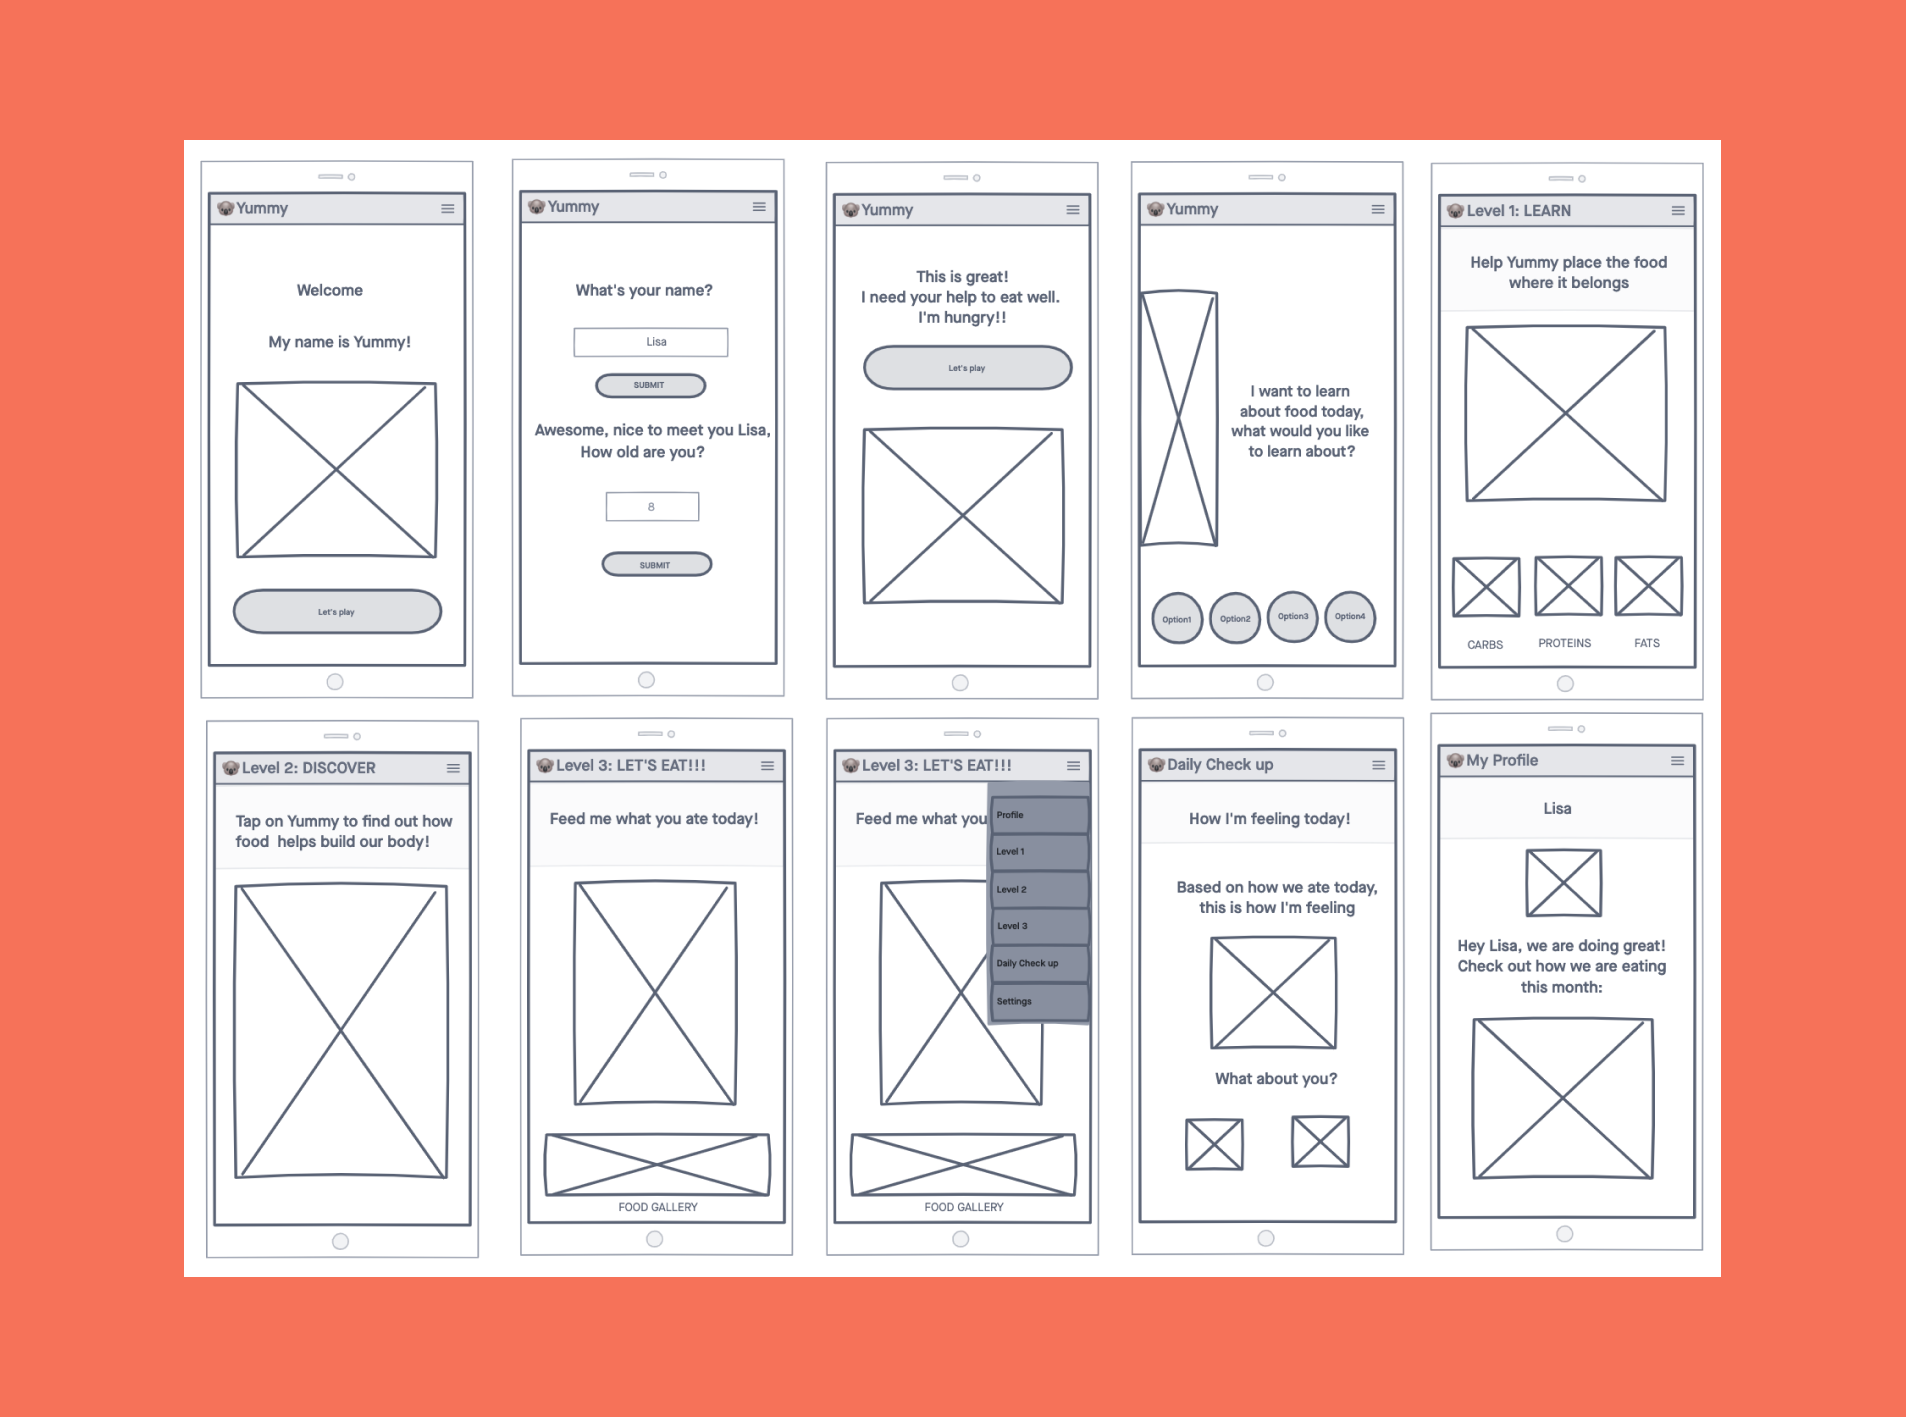 Yummy
Welcome
My name is Yummy!
Let's play
Yummy
What's your name?
Lisa
SUBMIT
Awesome, nice to meet you Lisa,
How old are you?
8
SUBMIT
Yummy
This is great!
I need your help to eat well.
I'm hungry!!
Let's play
Yummy
I want to learn
about food today,
what would you like
to learn about?
Option1
Option2
Option3
Option4
Level 1: LEARN
Help Yummy place the food
where it belongs
CARBS
PROTEINS
FATS
Level 2: DISCOVER
Tap on Yummy to find out how
food helps build our body!
Level 3: LET'S EAT!!!
Feed me what you ate today!
FOOD GALLERY
Level 3: LET'S EAT!!!
Feed me what you
Profile
Level 1
Level 2
Level 3
Daily Check up
Settings
FOOD GALLERY
Daily Check up
How I'm feeling today!
Based on how we ate today,
this is how I'm feeling
What about you?
My Profile
Lisa
Hey Lisa, we are doing great!
Check out how we are eating
this month: